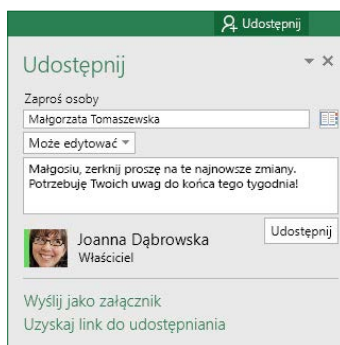 Udostępnij
Udostępnij
Zaproś osoby
Małgorzata Tomaszewska
Może edytować
Małgosiu, zerknij proszę na te najnowsze zmiany.
Potrzebuję Twoich uwag do końca tego tygodnia!
Udostępnij
Joanna Dąbrowska
Właściciel
Wyślij jako załącznik
Uzyskaj link do udostępniania